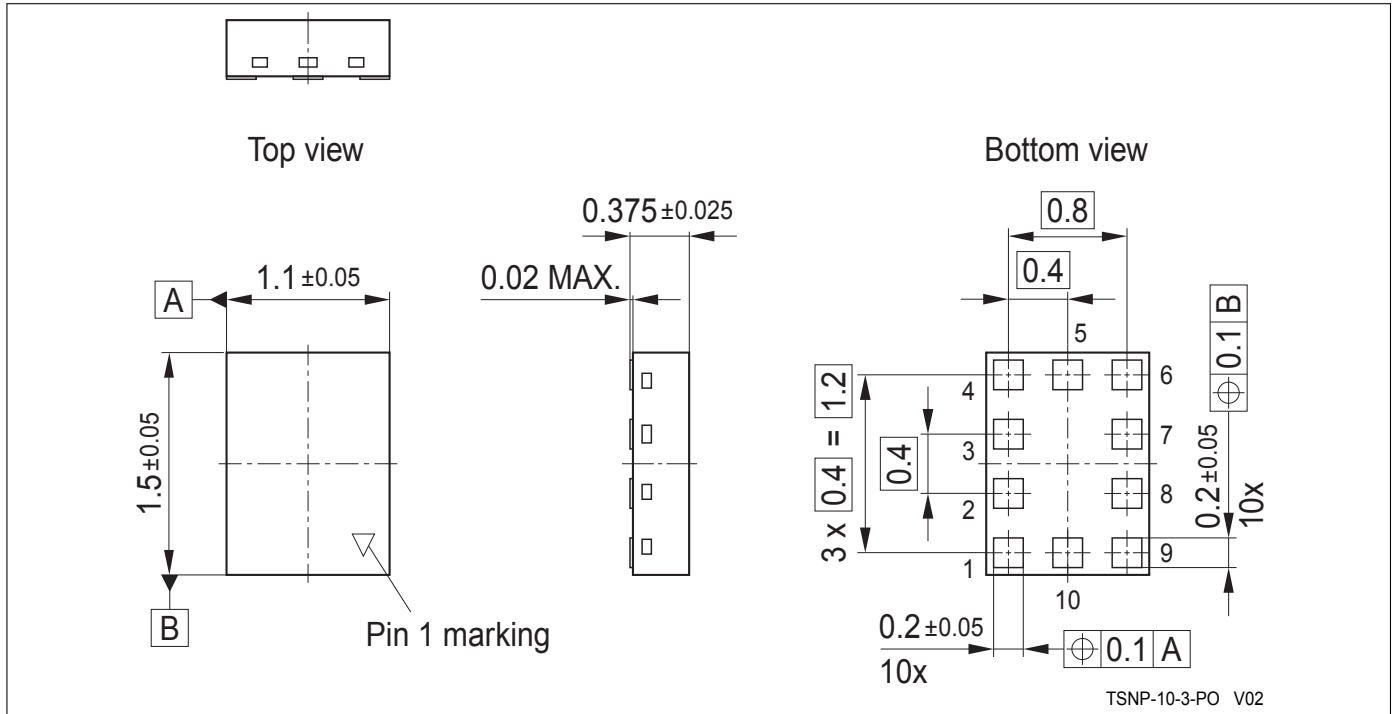 Top view
Bottom view
0.375 ±0.025
0.8
1.1 ±0.05
0.02 MAX.
0.4
A
5
4
6
⌖ 0.1 B
1.5 ±0.05
3 x 0.4 = 1.2
0.4
3
7
2
8
0.2 ±0.05
10x
1
9
B
10
Pin 1 marking
0.2 ±0.05
10x
⌖ 0.1 A
TSNP-10-3-PO V02